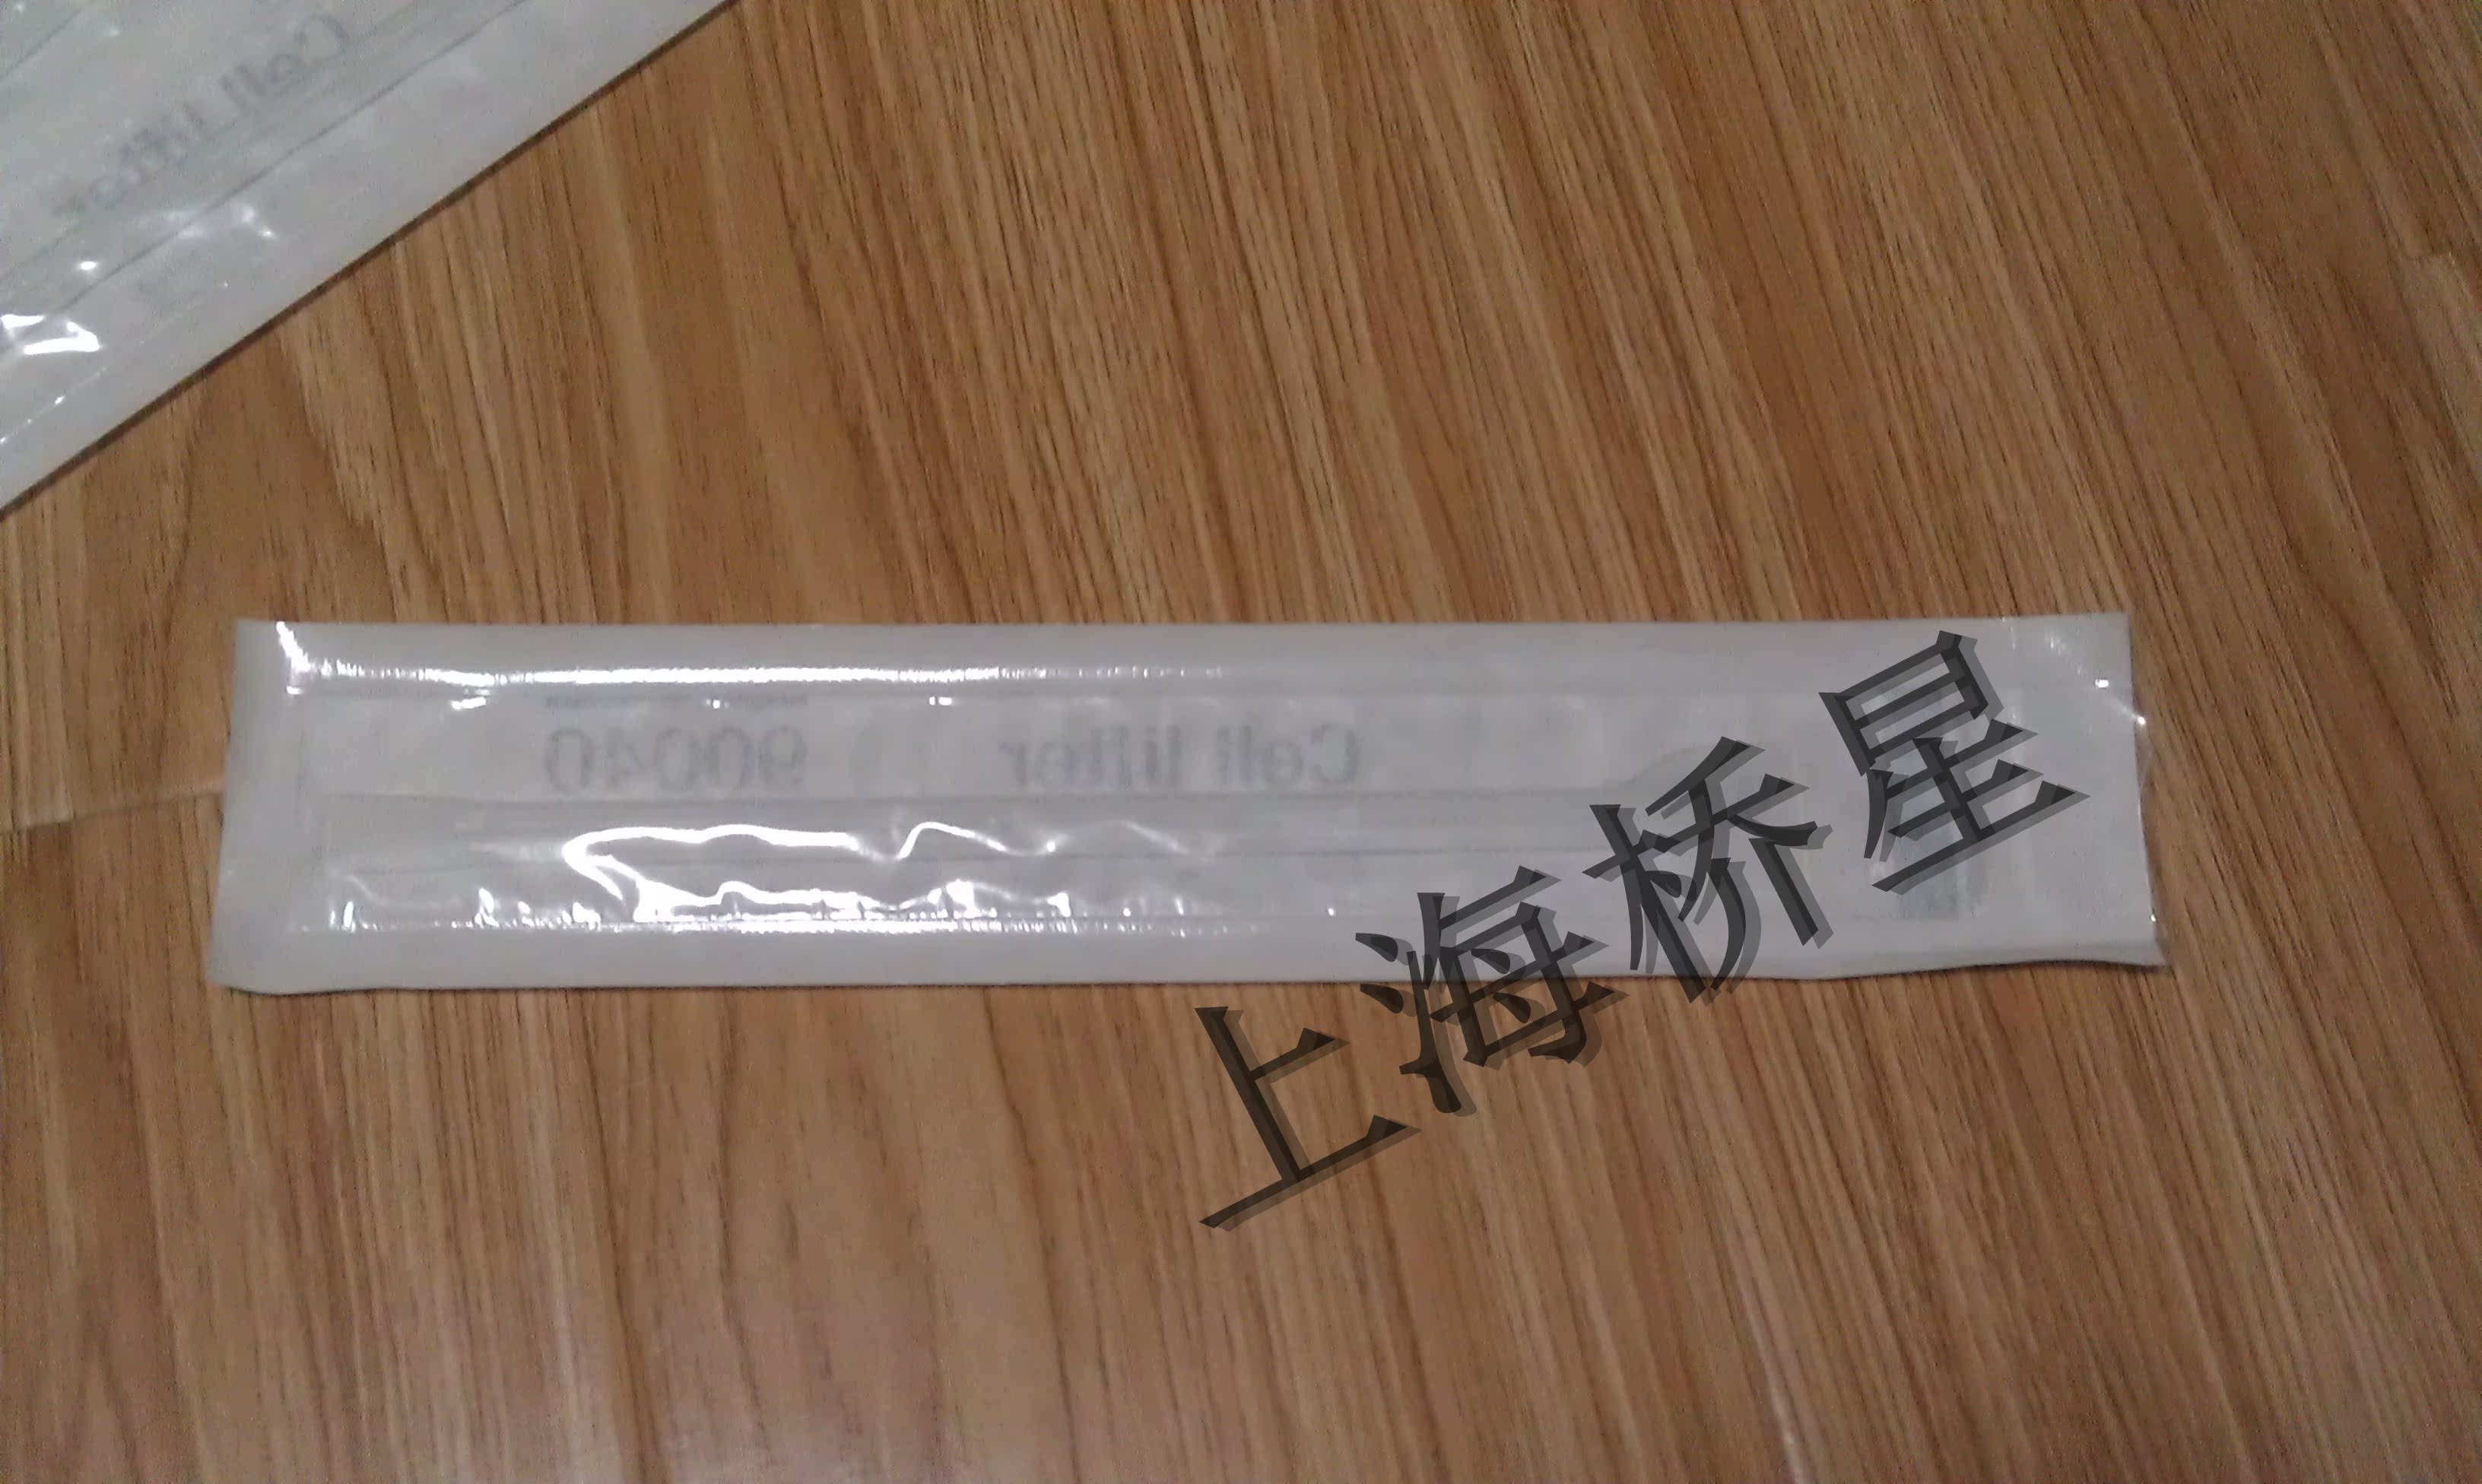 Cell lifter
90040
Cell lifter
上海桥星